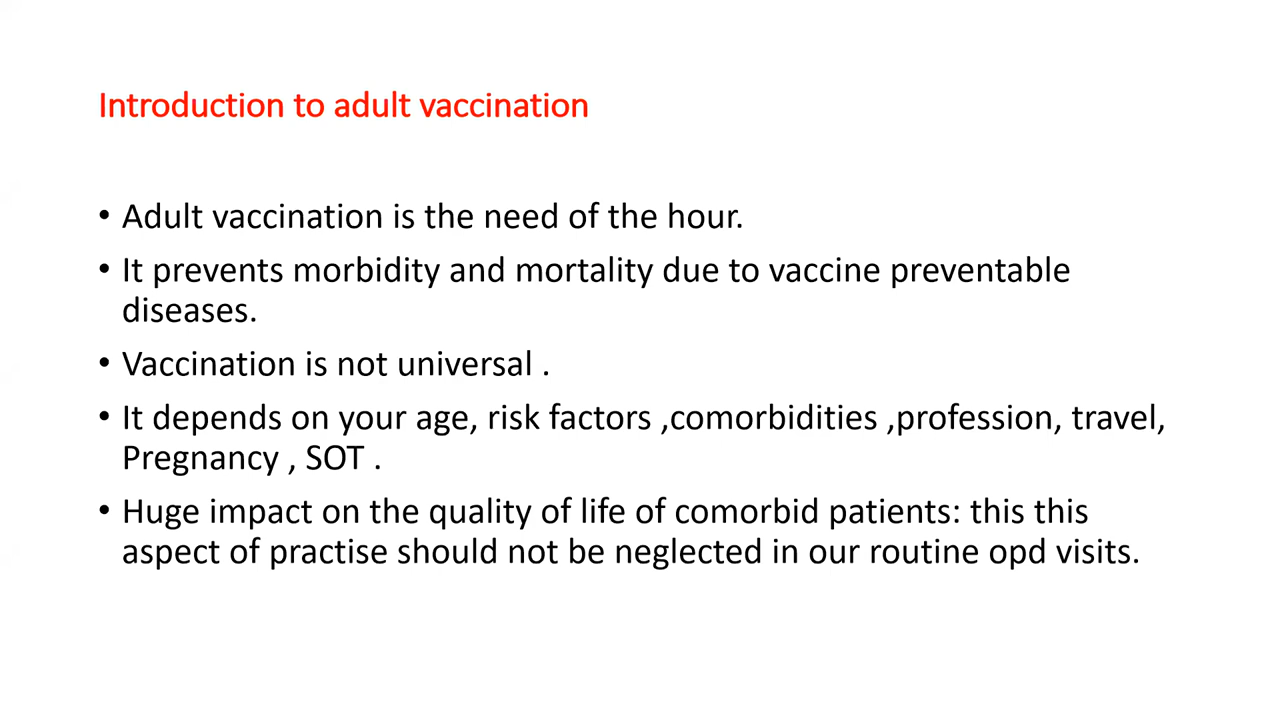 Introduction to adult vaccination
• Adult vaccination is the need of the hour.
• It prevents morbidity and mortality due to vaccine preventable
diseases.
• Vaccination is not universal .
• It depends on your age, risk factors ,comorbidities ,profession, travel,
Pregnancy , SOT .
• Huge impact on the quality of life of comorbid patients: this this
aspect of practise should not be neglected in our routine opd visits.